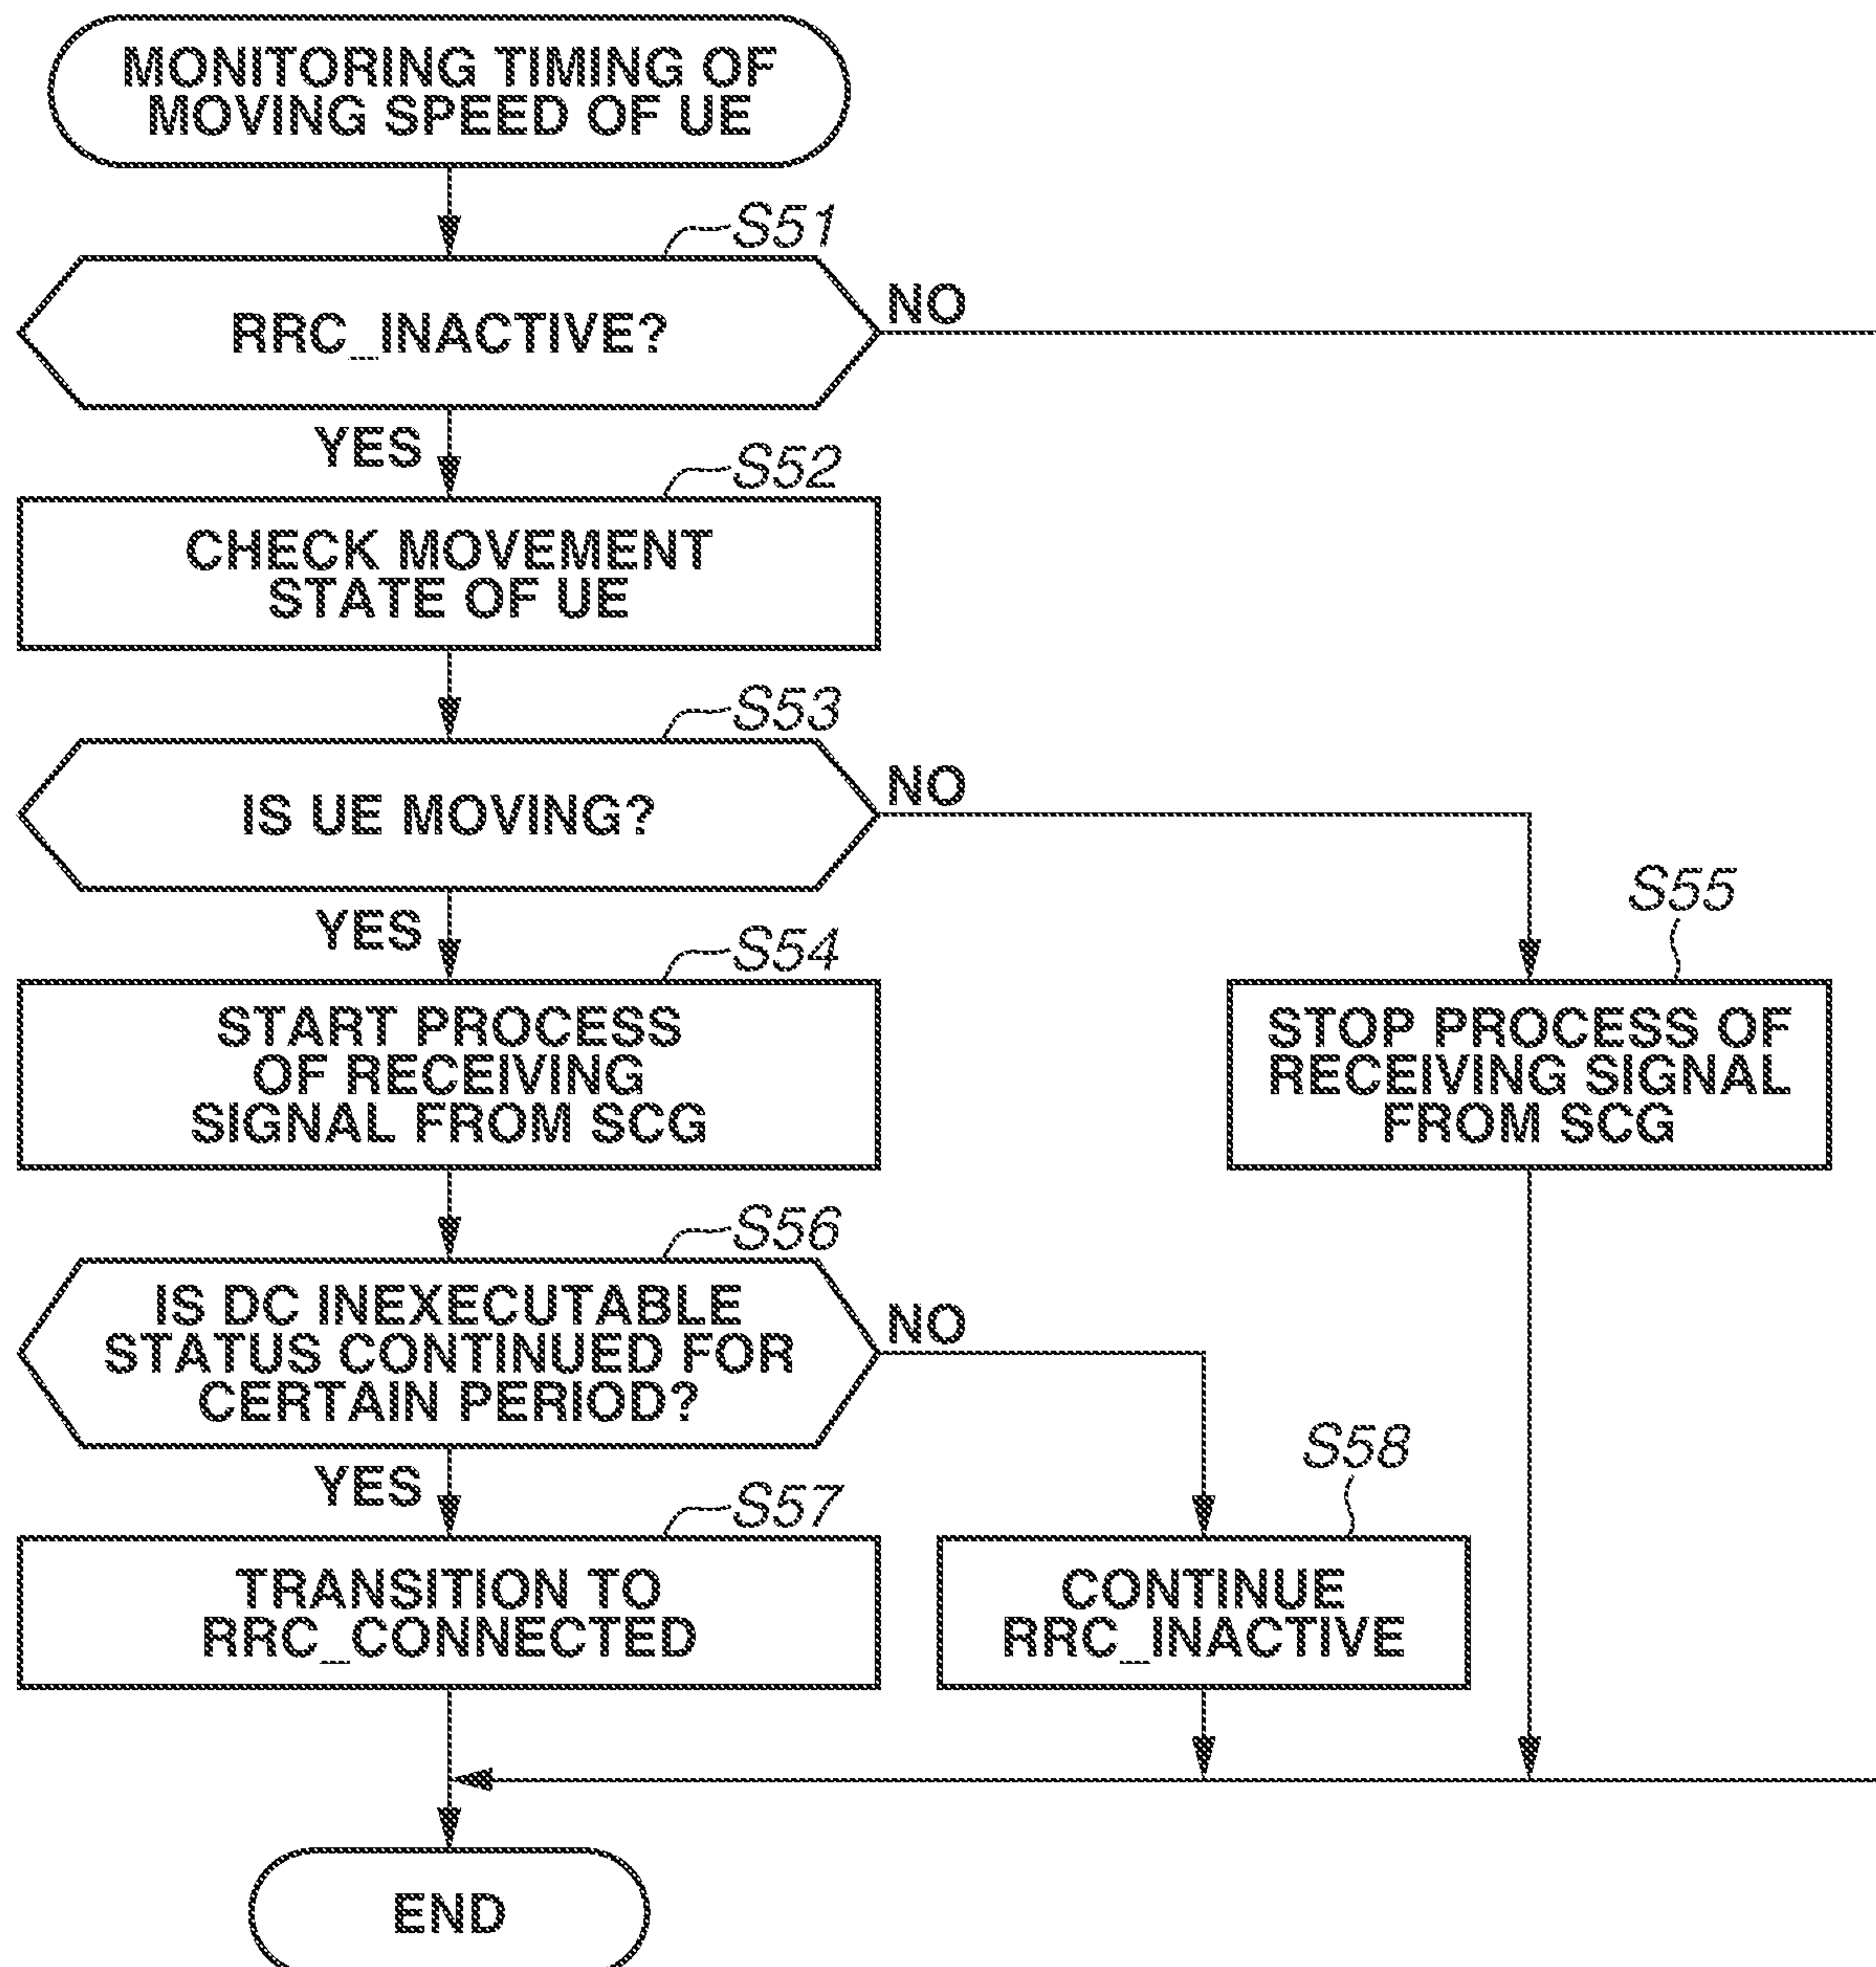 MONITORING TIMING OF
MOVING SPEED OF UE
S51
RRC_INACTIVE?
NO
YES
S52
CHECK MOVEMENT
STATE OF UE
S53
IS UE MOVING?
NO
YES
S54
START PROCESS
OF RECEIVING
SIGNAL FROM SCG
S55
STOP PROCESS OF
RECEIVING SIGNAL
FROM SCG
S56
IS DC INEXECUTABLE
STATUS CONTINUED FOR
CERTAIN PERIOD?
NO
YES
S57
TRANSITION TO
RRC_CONNECTED
S58
CONTINUE
RRC_INACTIVE
END